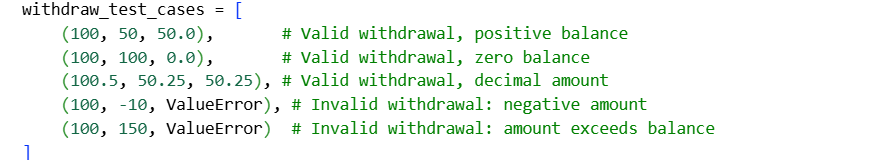 withdraw_test_cases = [
    (100, 50, 50.0),       # Valid withdrawal, positive balance
    (100, 100, 0.0),       # Valid withdrawal, zero balance
    (100.5, 50.25, 50.25), # Valid withdrawal, decimal amount
    (100, -10, ValueError), # Invalid withdrawal: negative amount
    (100, 150, ValueError)  # Invalid withdrawal: amount exceeds balance
]